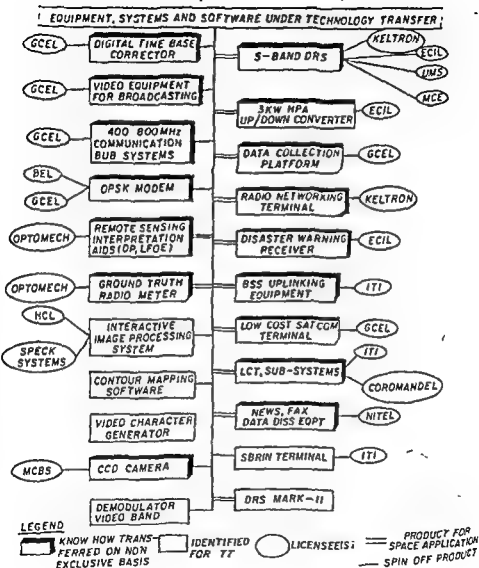 EQUIPMENT, SYSTEMS AND SOFTWARE UNDER TECHNOLOGY TRANSFER
GCEL
DIGITAL TIME BASE
CORRECTOR
GCEL
VIDEO EQUIPMENT
FOR BROADCASTING
GCEL
400 800MHz
COMMUNICATION
BUB SYSTEMS
BEL
GCEL
OPSK MODEM
OPTOMECH
REMOTE SENSING
INTERPRETATION
AIDS (OP, LFOE)
OPTOMECH
GROUND TRUTH
RADIO METER
HCL
SPECK
SYSTEMS
INTERACTIVE
IMAGE PROCESSING
SYSTEM
CONTOUR MAPPING
SOFTWARE
VIDEO CHARACTER
GENERATOR
MCBS
CCD CAMERA
DEMODULATOR
VIDEO BAND
S-BAND DRS
KELTRON
ECIL
UMS
MCE
3KW HPA
UP/DOWN CONVERTER
ECIL
DATA COLLECTION
PLATFORM
GCEL
RADIO NETWORKING
TERMINAL
KELTRON
DISASTER WARNING
RECEIVER
ECIL
BSS UPLINKING
EQUIPMENT
ITI
LOW COST SATCOM
TERMINAL
GCEL
LCT, SUB-SYSTEMS
ITI
COROMANDEL
NEWS, FAX
DATA DISS EQPT
NITEL
SBRIN TERMINAL
ITI
DRS MARK-II
LEGEND
KNOW HOW TRANS-
FERRED ON NON
EXCLUSIVE BASIS
IDENTIFIED
FOR TT
LICENSEE(S)
PRODUCT FOR
SPACE APPLICATION
SPIN OFF PRODUCT